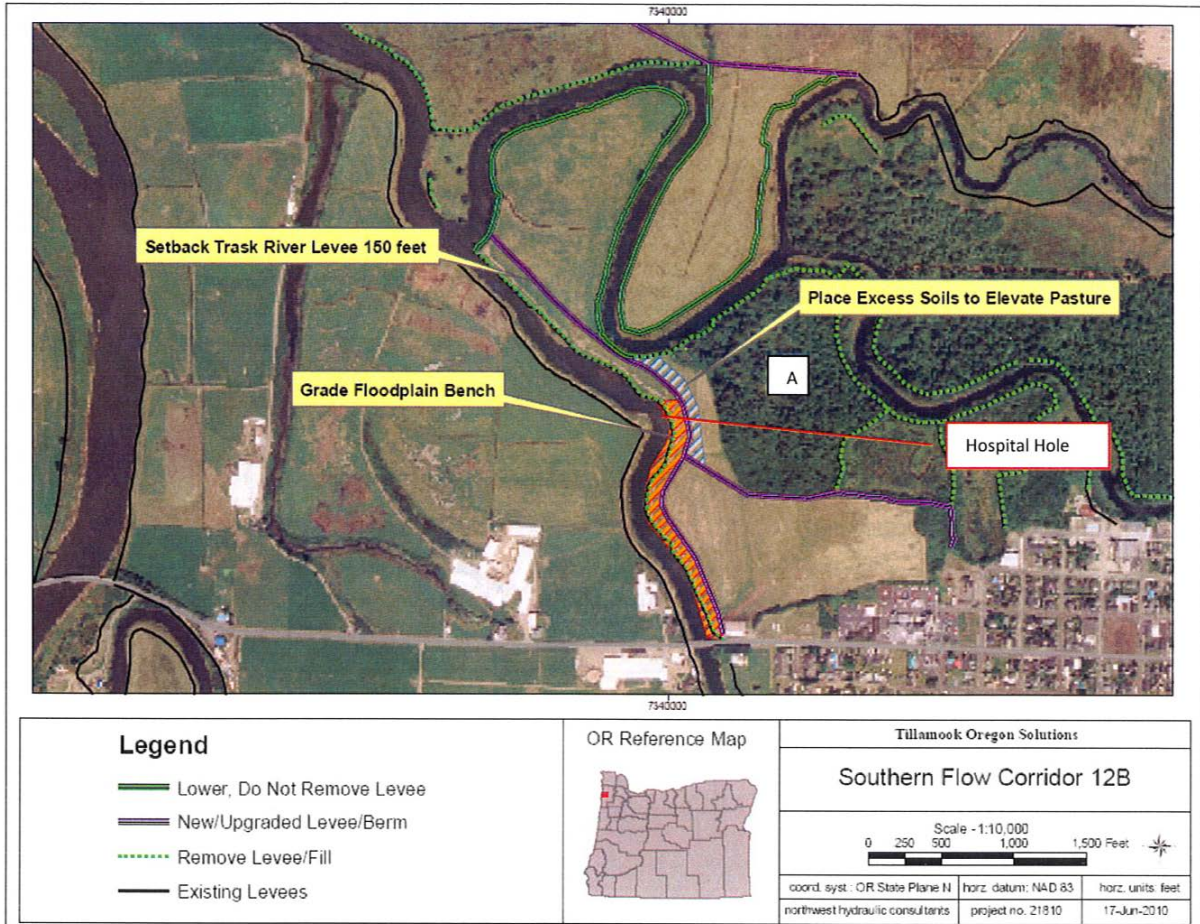 7340000
Setback Trask River Levee 150 feet
Place Excess Soils to Elevate Pasture
A
Grade Floodplain Bench
Hospital Hole
7340000
Legend
Lower, Do Not Remove Levee
New/Upgraded Levee/Berm
Remove Levee/Fill
Existing Levees
OR Reference Map
Tillamook Oregon Solutions
Southern Flow Corridor 12B
Scale - 1:10,000
0 250 500 1,000 1,500 Feet
coord. syst.: OR State Plane N
horz. datum: NAD 83
horz. units: feet
northwest hydraulic consultants
project no. 21810
17-Jun-2010